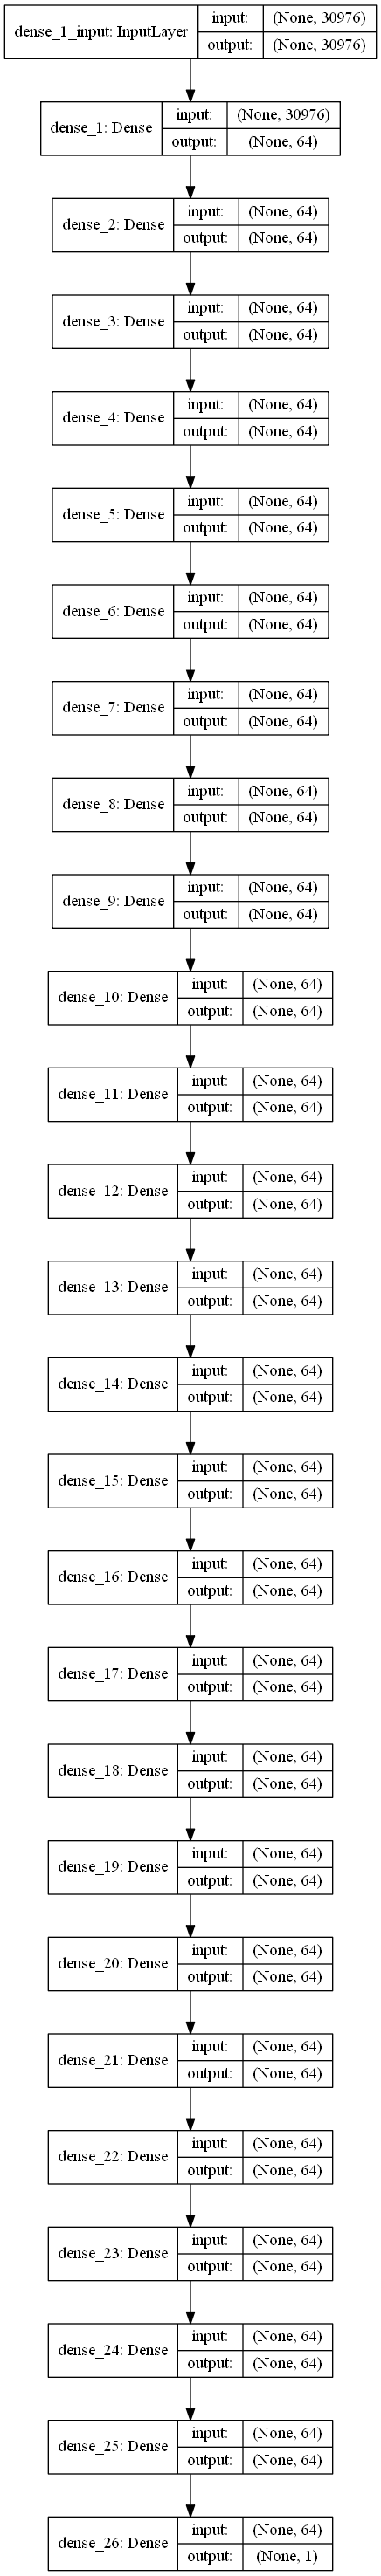 dense_1_input: InputLayer
input: (None, 30976)
output: (None, 30976)
dense_1: Dense
input: (None, 30976)
output: (None, 64)
dense_2: Dense
input: (None, 64)
output: (None, 64)
dense_3: Dense
input: (None, 64)
output: (None, 64)
dense_4: Dense
input: (None, 64)
output: (None, 64)
dense_5: Dense
input: (None, 64)
output: (None, 64)
dense_6: Dense
input: (None, 64)
output: (None, 64)
dense_7: Dense
input: (None, 64)
output: (None, 64)
dense_8: Dense
input: (None, 64)
output: (None, 64)
dense_9: Dense
input: (None, 64)
output: (None, 64)
dense_10: Dense
input: (None, 64)
output: (None, 64)
dense_11: Dense
input: (None, 64)
output: (None, 64)
dense_12: Dense
input: (None, 64)
output: (None, 64)
dense_13: Dense
input: (None, 64)
output: (None, 64)
dense_14: Dense
input: (None, 64)
output: (None, 64)
dense_15: Dense
input: (None, 64)
output: (None, 64)
dense_16: Dense
input: (None, 64)
output: (None, 64)
dense_17: Dense
input: (None, 64)
output: (None, 64)
dense_18: Dense
input: (None, 64)
output: (None, 64)
dense_19: Dense
input: (None, 64)
output: (None, 64)
dense_20: Dense
input: (None, 64)
output: (None, 64)
dense_21: Dense
input: (None, 64)
output: (None, 64)
dense_22: Dense
input: (None, 64)
output: (None, 64)
dense_23: Dense
input: (None, 64)
output: (None, 64)
dense_24: Dense
input: (None, 64)
output: (None, 64)
dense_25: Dense
input: (None, 64)
output: (None, 64)
dense_26: Dense
input: (None, 64)
output: (None, 1)